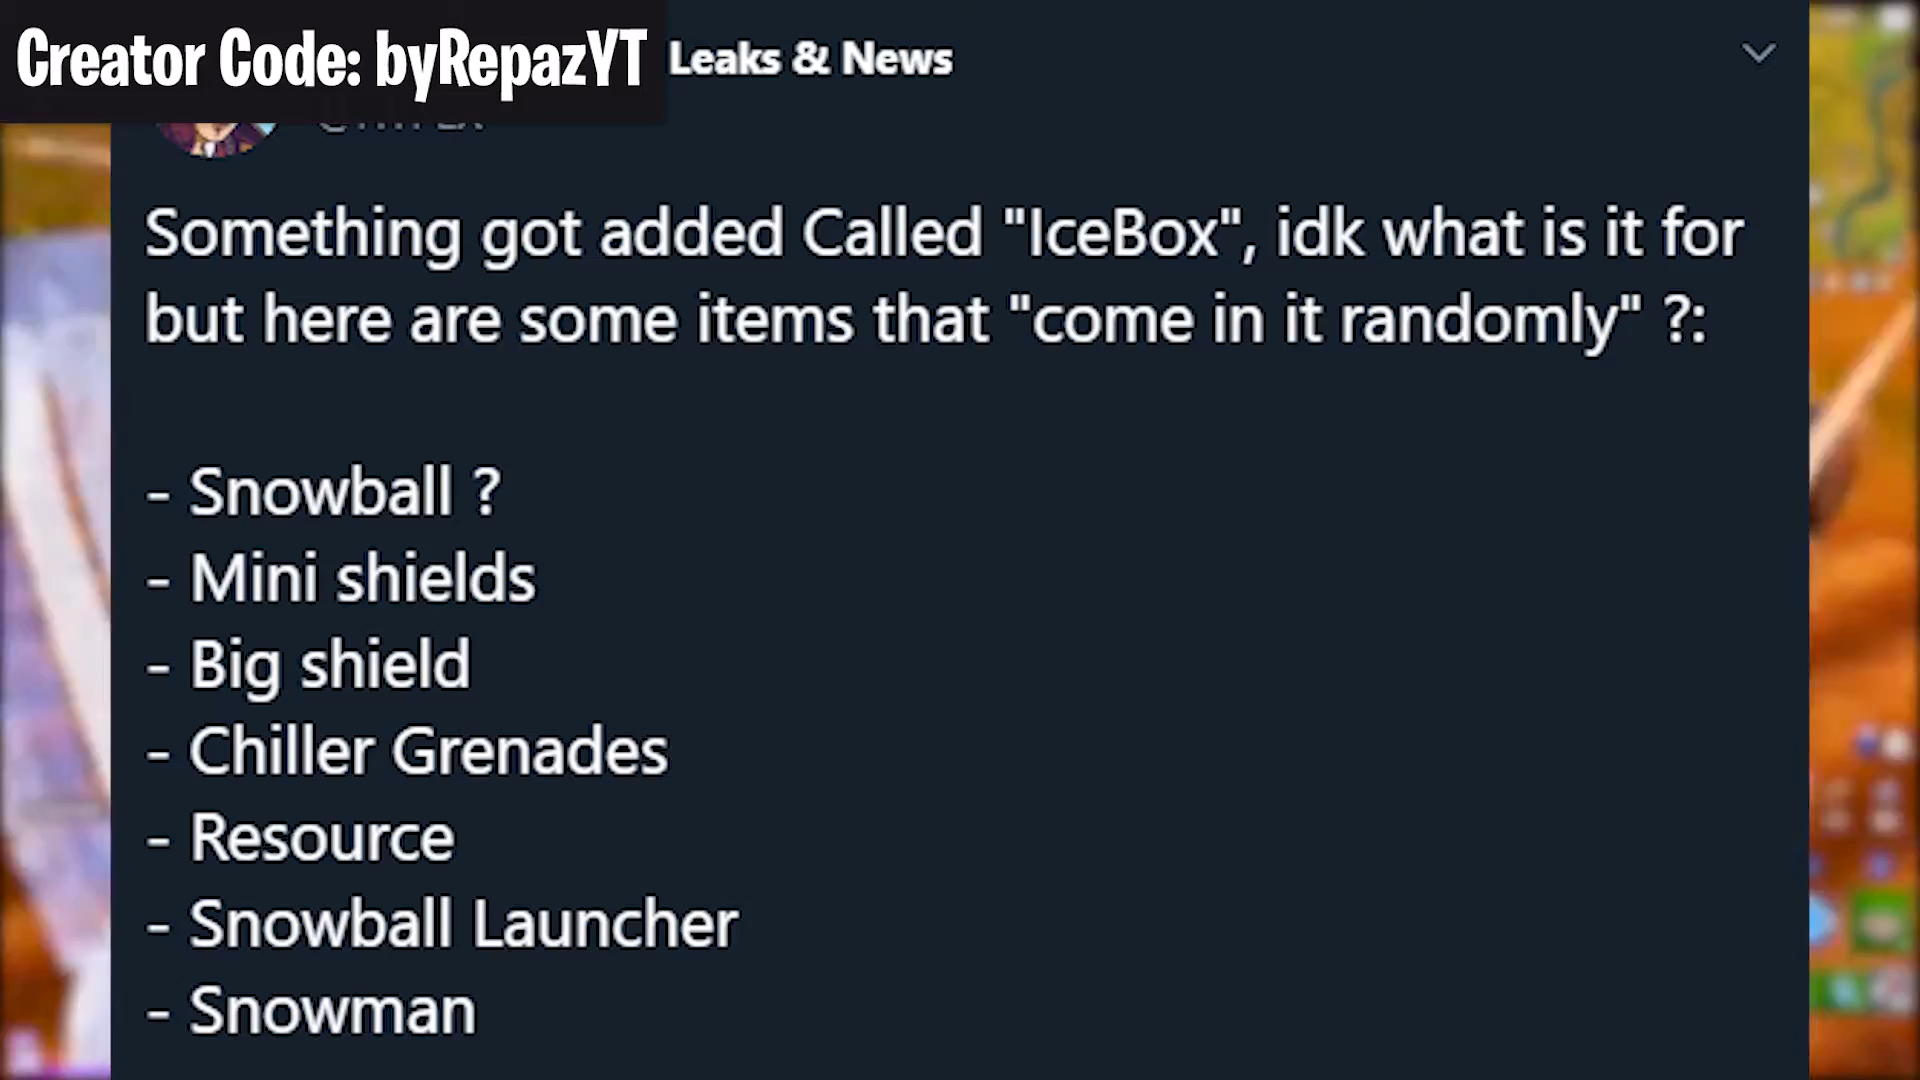 Creator Code: byRepazYT Leaks & News
Something got added Called "IceBox", idk what is it for
but here are some items that "come in it randomly" ?:
- Snowball ?
- Mini shields
- Big shield
- Chiller Grenades
- Resource
- Snowball Launcher
- Snowman